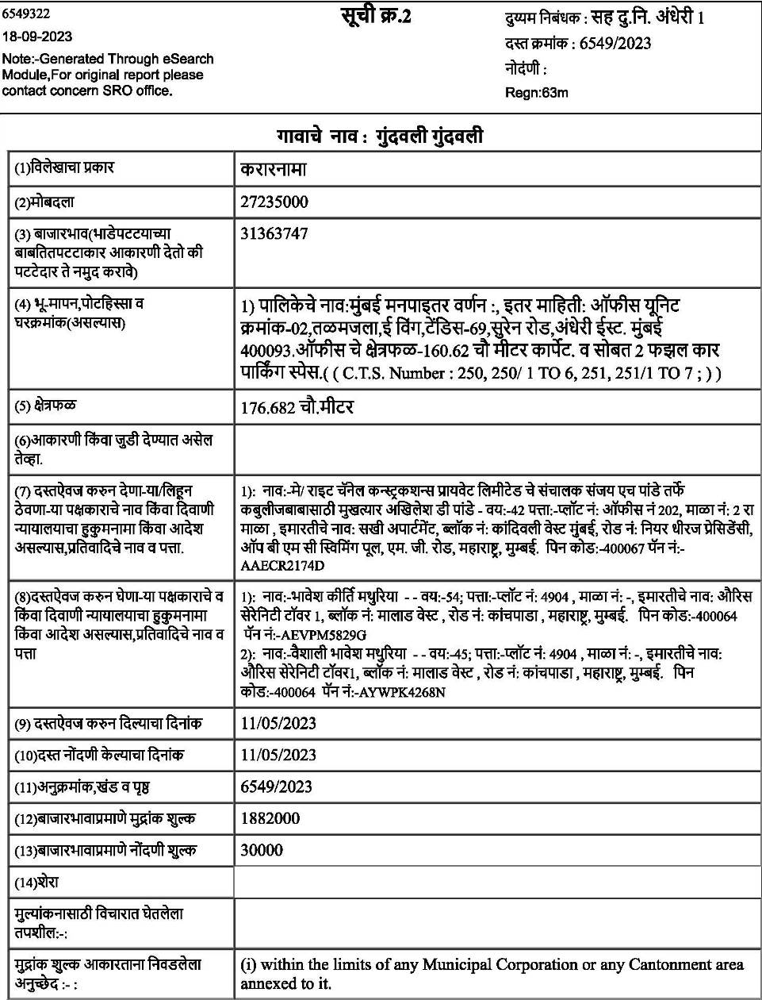 6549322
18-09-2023
Note:-Generated Through eSearch
Module,For original report please
contact concern SRO office.
सूची क्र.2
दुय्यम निबंधक : सह दु.नि. अंधेरी 1
दस्त क्रमांक : 6549/2023
नोदंणी :
Regn:63m
गावाचे नाव : गुंदवली गुंदवली
(1)विलेखाचा प्रकार
करारनामा
(2)मोबदला
27235000
(3) बाजारभाव(भाडेपटटयाच्या
बाबतितपटटाकार आकारणी देतो की
पटटेदार ते नमुद करावे)
31363747
(4) भू-मापन,पोटहिस्सा व
घरक्रमांक(असल्यास)
1) पालिकेचे नाव:मुंबई मनपाइतर वर्णन :, इतर माहिती: ऑफीस यूनिट
क्रमांक-02,तळमजला,ई विंग,टेंडिस-69,सुरेन रोड,अंधेरी ईस्ट. मुंबई
400093.ऑफीस चे क्षेत्रफळ-160.62 चौ मीटर कार्पेट. व सोबत 2 फझल कार
पार्किंग स्पेस.( ( C.T.S. Number : 250, 250/ 1 TO 6, 251, 251/1 TO 7 ; ) )
(5) क्षेत्रफळ
176.682 चौ.मीटर
(6)आकारणी किंवा जुडी देण्यात असेल
तेव्हा.
(7) दस्तऐवज करुन देणा-या/लिहून
ठेवणा-या पक्षकाराचे नाव किंवा दिवाणी
न्यायालयाचा हुकुमनामा किंवा आदेश
असल्यास,प्रतिवादिचे नाव व पत्ता.
1): नाव:-मे/ राइट चॅनेल कन्स्ट्रकशन्स प्रायवेट लिमीटेड चे संचालक संजय एच पांडे तर्फे
कबुलीजबाबासाठी मुखत्यार अखिलेश डी पांडे - वय:-42 पत्ता:-प्लॉट नं: ऑफीस नं 202, माळा नं: 2 रा
माळा , इमारतीचे नाव: सखी अपार्टमेंट, ब्लॉक नं: कांदिवली वेस्ट मुंबई, रोड नं: नियर धीरज प्रेसिडेंसी,
ऑप बी एम सी स्विमिंग पूल, एम. जी. रोड, महाराष्ट्र, मुम्बई. पिन कोड:-400067 पॅन नं:-
AAECR2174D
(8)दस्तऐवज करुन घेणा-या पक्षकाराचे व
किंवा दिवाणी न्यायालयाचा हुकुमनामा
किंवा आदेश असल्यास,प्रतिवादिचे नाव व
पत्ता
1): नाव:-भावेश कीर्ति मथुरिया - - वय:-54; पत्ता:-प्लॉट नं: 4904 , माळा नं: -, इमारतीचे नाव: औरिस
सेरेनिटी टॉवर 1, ब्लॉक नं: मालाड वेस्ट , रोड नं: कांचपाडा , महाराष्ट्र, मुम्बई. पिन कोड:-400064
पॅन नं:-AEVPM5829G
2): नाव:-वैशाली भावेश मथुरिया - - वय:-45; पत्ता:-प्लॉट नं: 4904 , माळा नं: -, इमारतीचे नाव:
औरिस सेरेनिटी टॉवर1, ब्लॉक नं: मालाड वेस्ट , रोड नं: कांचपाडा , महाराष्ट्र, मुम्बई. पिन
कोड:-400064 पॅन नं:-AYWPK4268N
(9) दस्तऐवज करुन दिल्याचा दिनांक
11/05/2023
(10)दस्त नोंदणी केल्याचा दिनांक
11/05/2023
(11)अनुक्रमांक,खंड व पृष्ठ
6549/2023
(12)बाजारभावाप्रमाणे मुद्रांक शुल्क
1882000
(13)बाजारभावाप्रमाणे नोंदणी शुल्क
30000
(14)शेरा
मुल्यांकनासाठी विचारात घेतलेला
तपशील:-:
मुद्रांक शुल्क आकारताना निवडलेला
अनुच्छेद :- :
(i) within the limits of any Municipal Corporation or any Cantonment area
annexed to it.